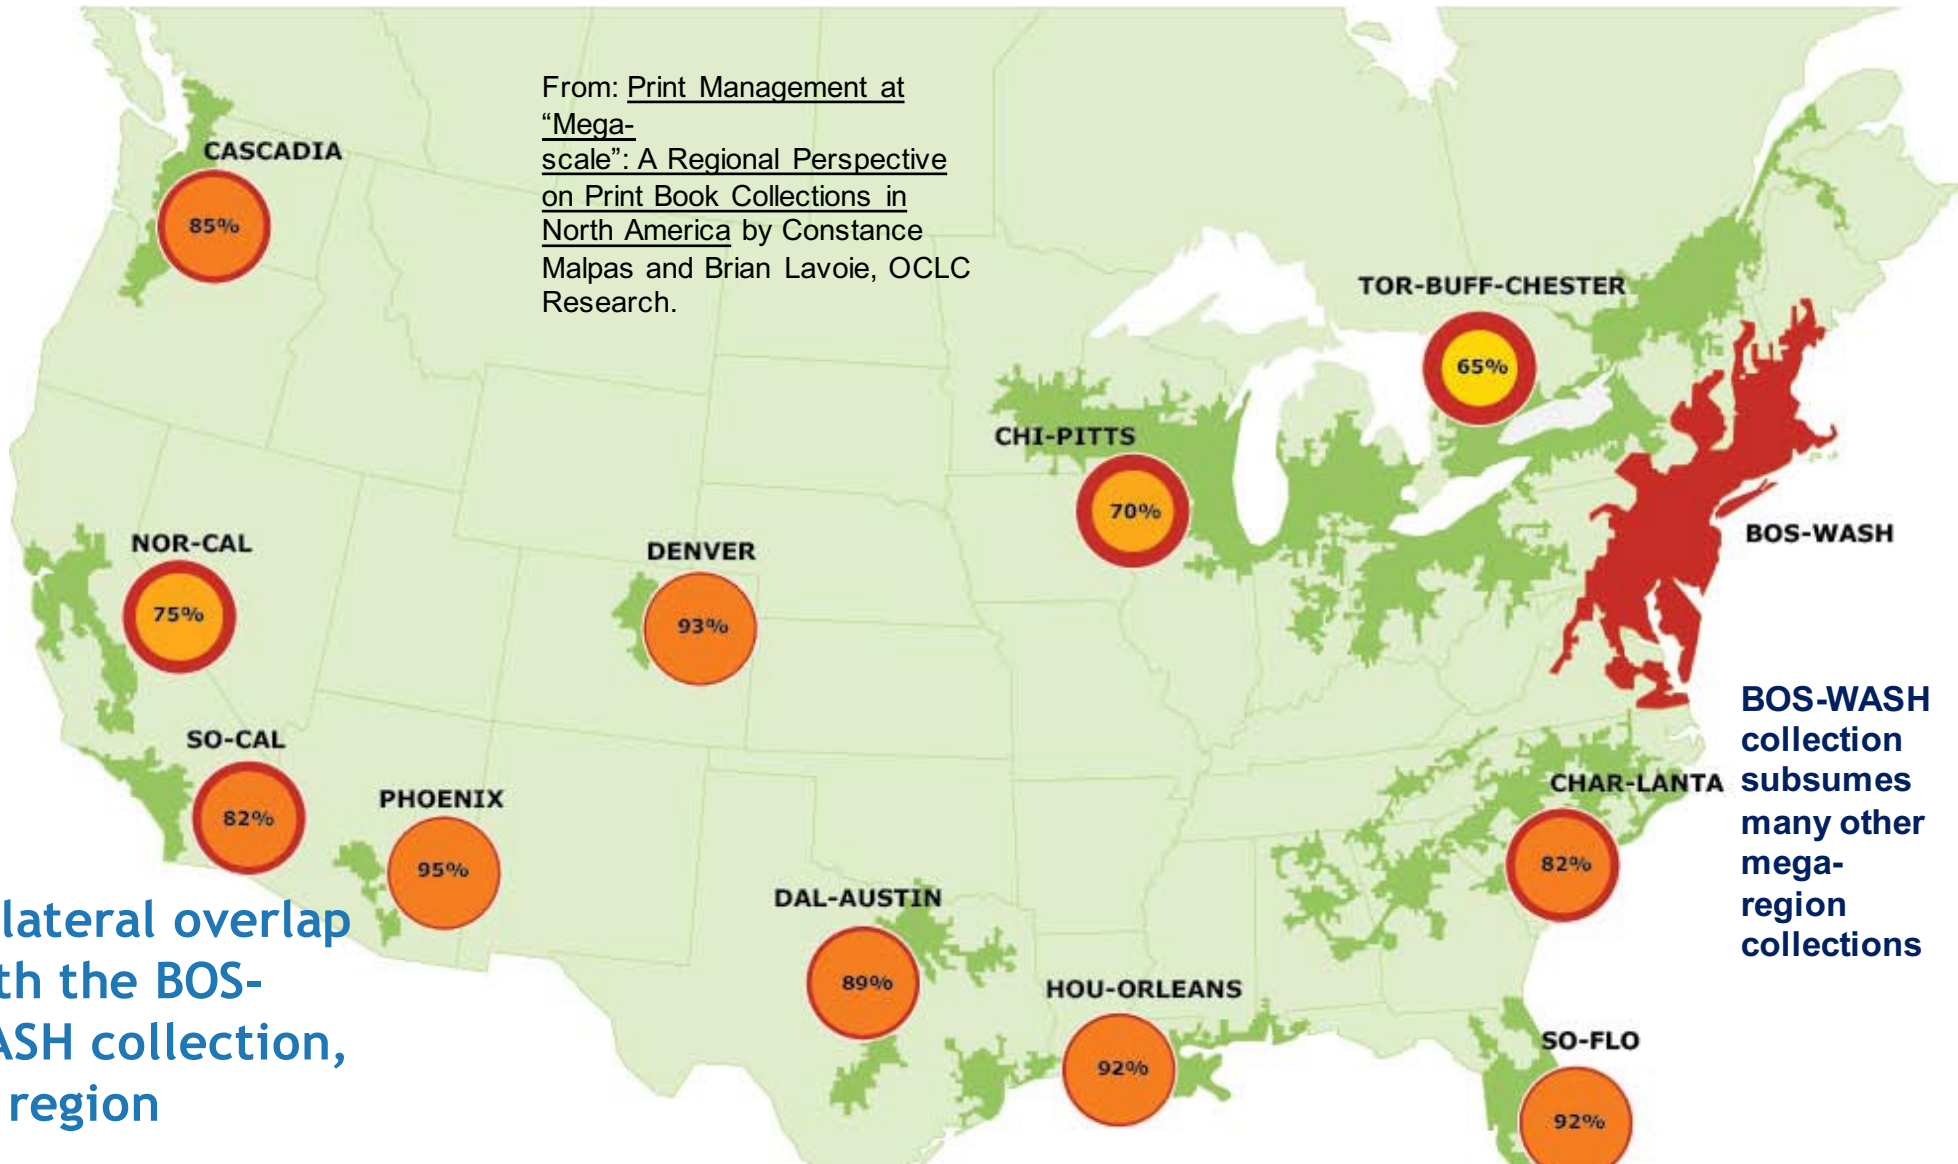 From: Print Management at
“Mega-
scale”: A Regional Perspective
on Print Book Collections in
North America by Constance
Malpas and Brian Lavoie, OCLC
Research.
CASCADIA
85%
TOR-BUFF-CHESTER
65%
CHI-PITTS
70%
BOS-WASH
NOR-CAL
75%
DENVER
93%
SO-CAL
82%
PHOENIX
95%
DAL-AUSTIN
89%
HOU-ORLEANS
92%
CHAR-LANTA
82%
SO-FLO
92%
BOS-WASH
collection
subsumes
many other
mega-
region
collections
lateral overlap
th the BOS-
ASH collection,
region